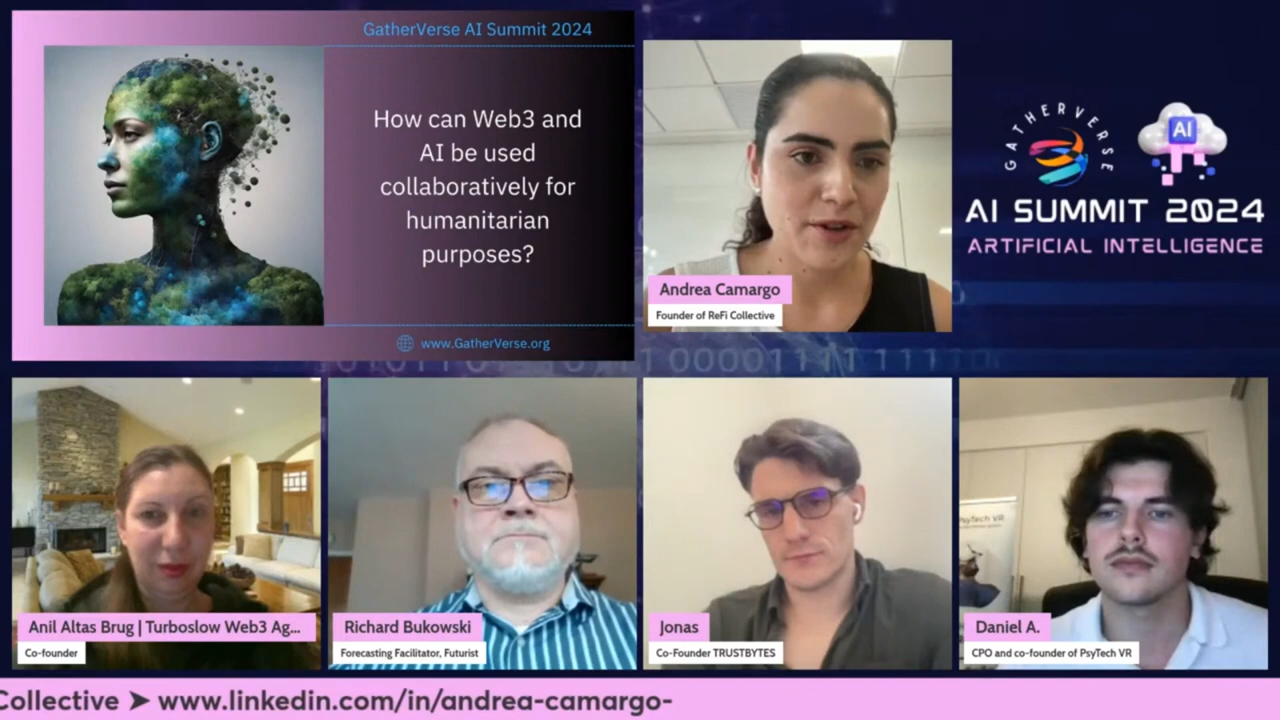 GatherVerse AI Summit 2024
How can Web3 and
AI be used
collaboratively for
humanitarian
purposes?
www.GatherVerse.org
Andrea Camargo
Founder of ReFi Collective
GATHERVERSE
AI
AI SUMMIT 2024
ARTIFICIAL INTELLIGENCE
Anil Altas Brug | Turboslow Web3 Ag...
Co-founder
Richard Bukowski
Forecasting Facilitator, Futurist
Jonas
Co-Founder TRUSTBYTES
PsyTech VR
Daniel A.
CPO and co-founder of PsyTech VR
Collective ➤ www.linkedin.com/in/andrea-camargo-